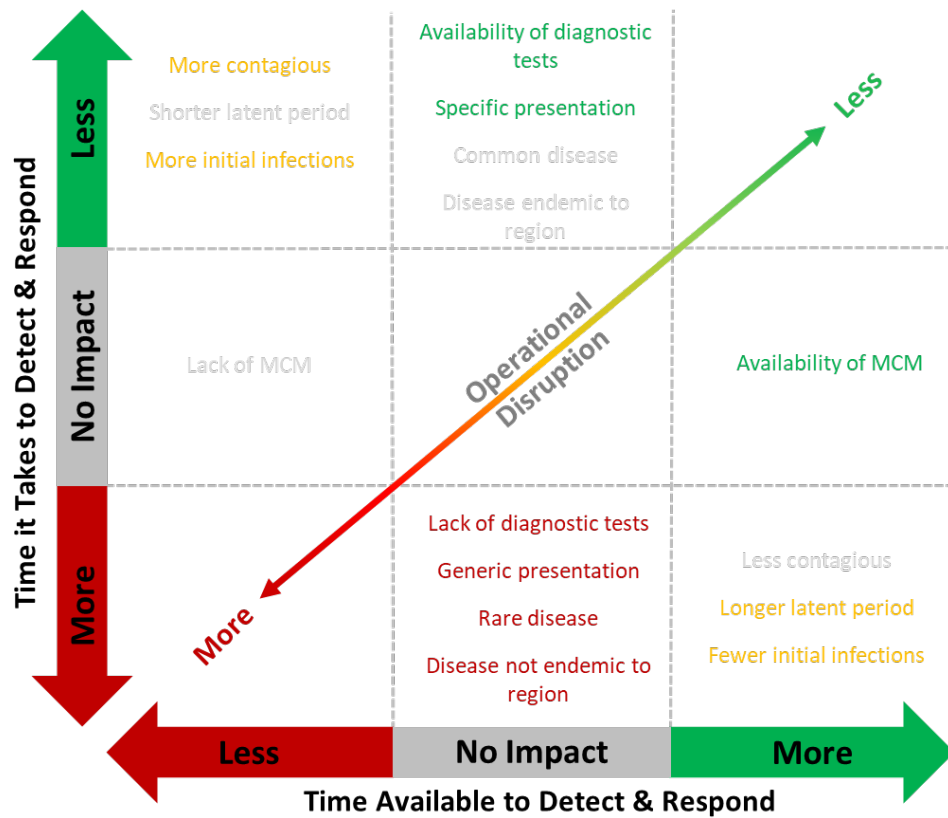 Time it Takes to Detect & Respond
Less
No Impact
More
More contagious
Shorter latent period
More initial infections
Availability of diagnostic
tests
Specific presentation
Common disease
Disease endemic to
region
Less
Lack of MCM
Operational
Disruption
Availability of MCM
More
Lack of diagnostic tests
Generic presentation
Rare disease
Disease not endemic to
region
Less contagious
Longer latent period
Fewer initial infections
Less
No Impact
More
Time Available to Detect & Respond